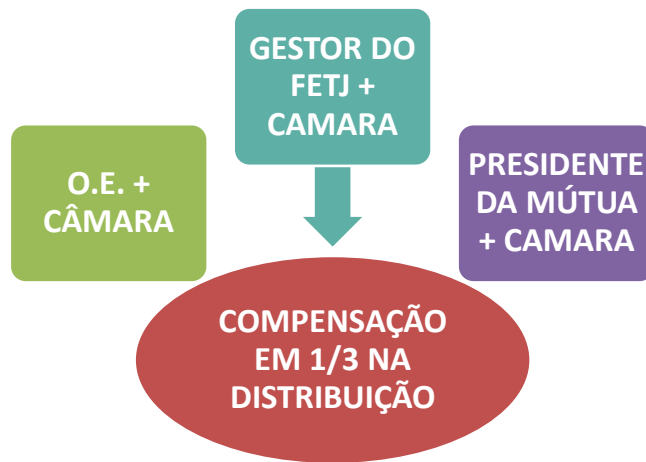 GESTOR DO
FETJ +
CAMARA
O.E. +
CÂMARA
PRESIDENTE
DA MÚTUA
+ CAMARA
COMPENSAÇÃO
EM 1/3 NA
DISTRIBUIÇÃO